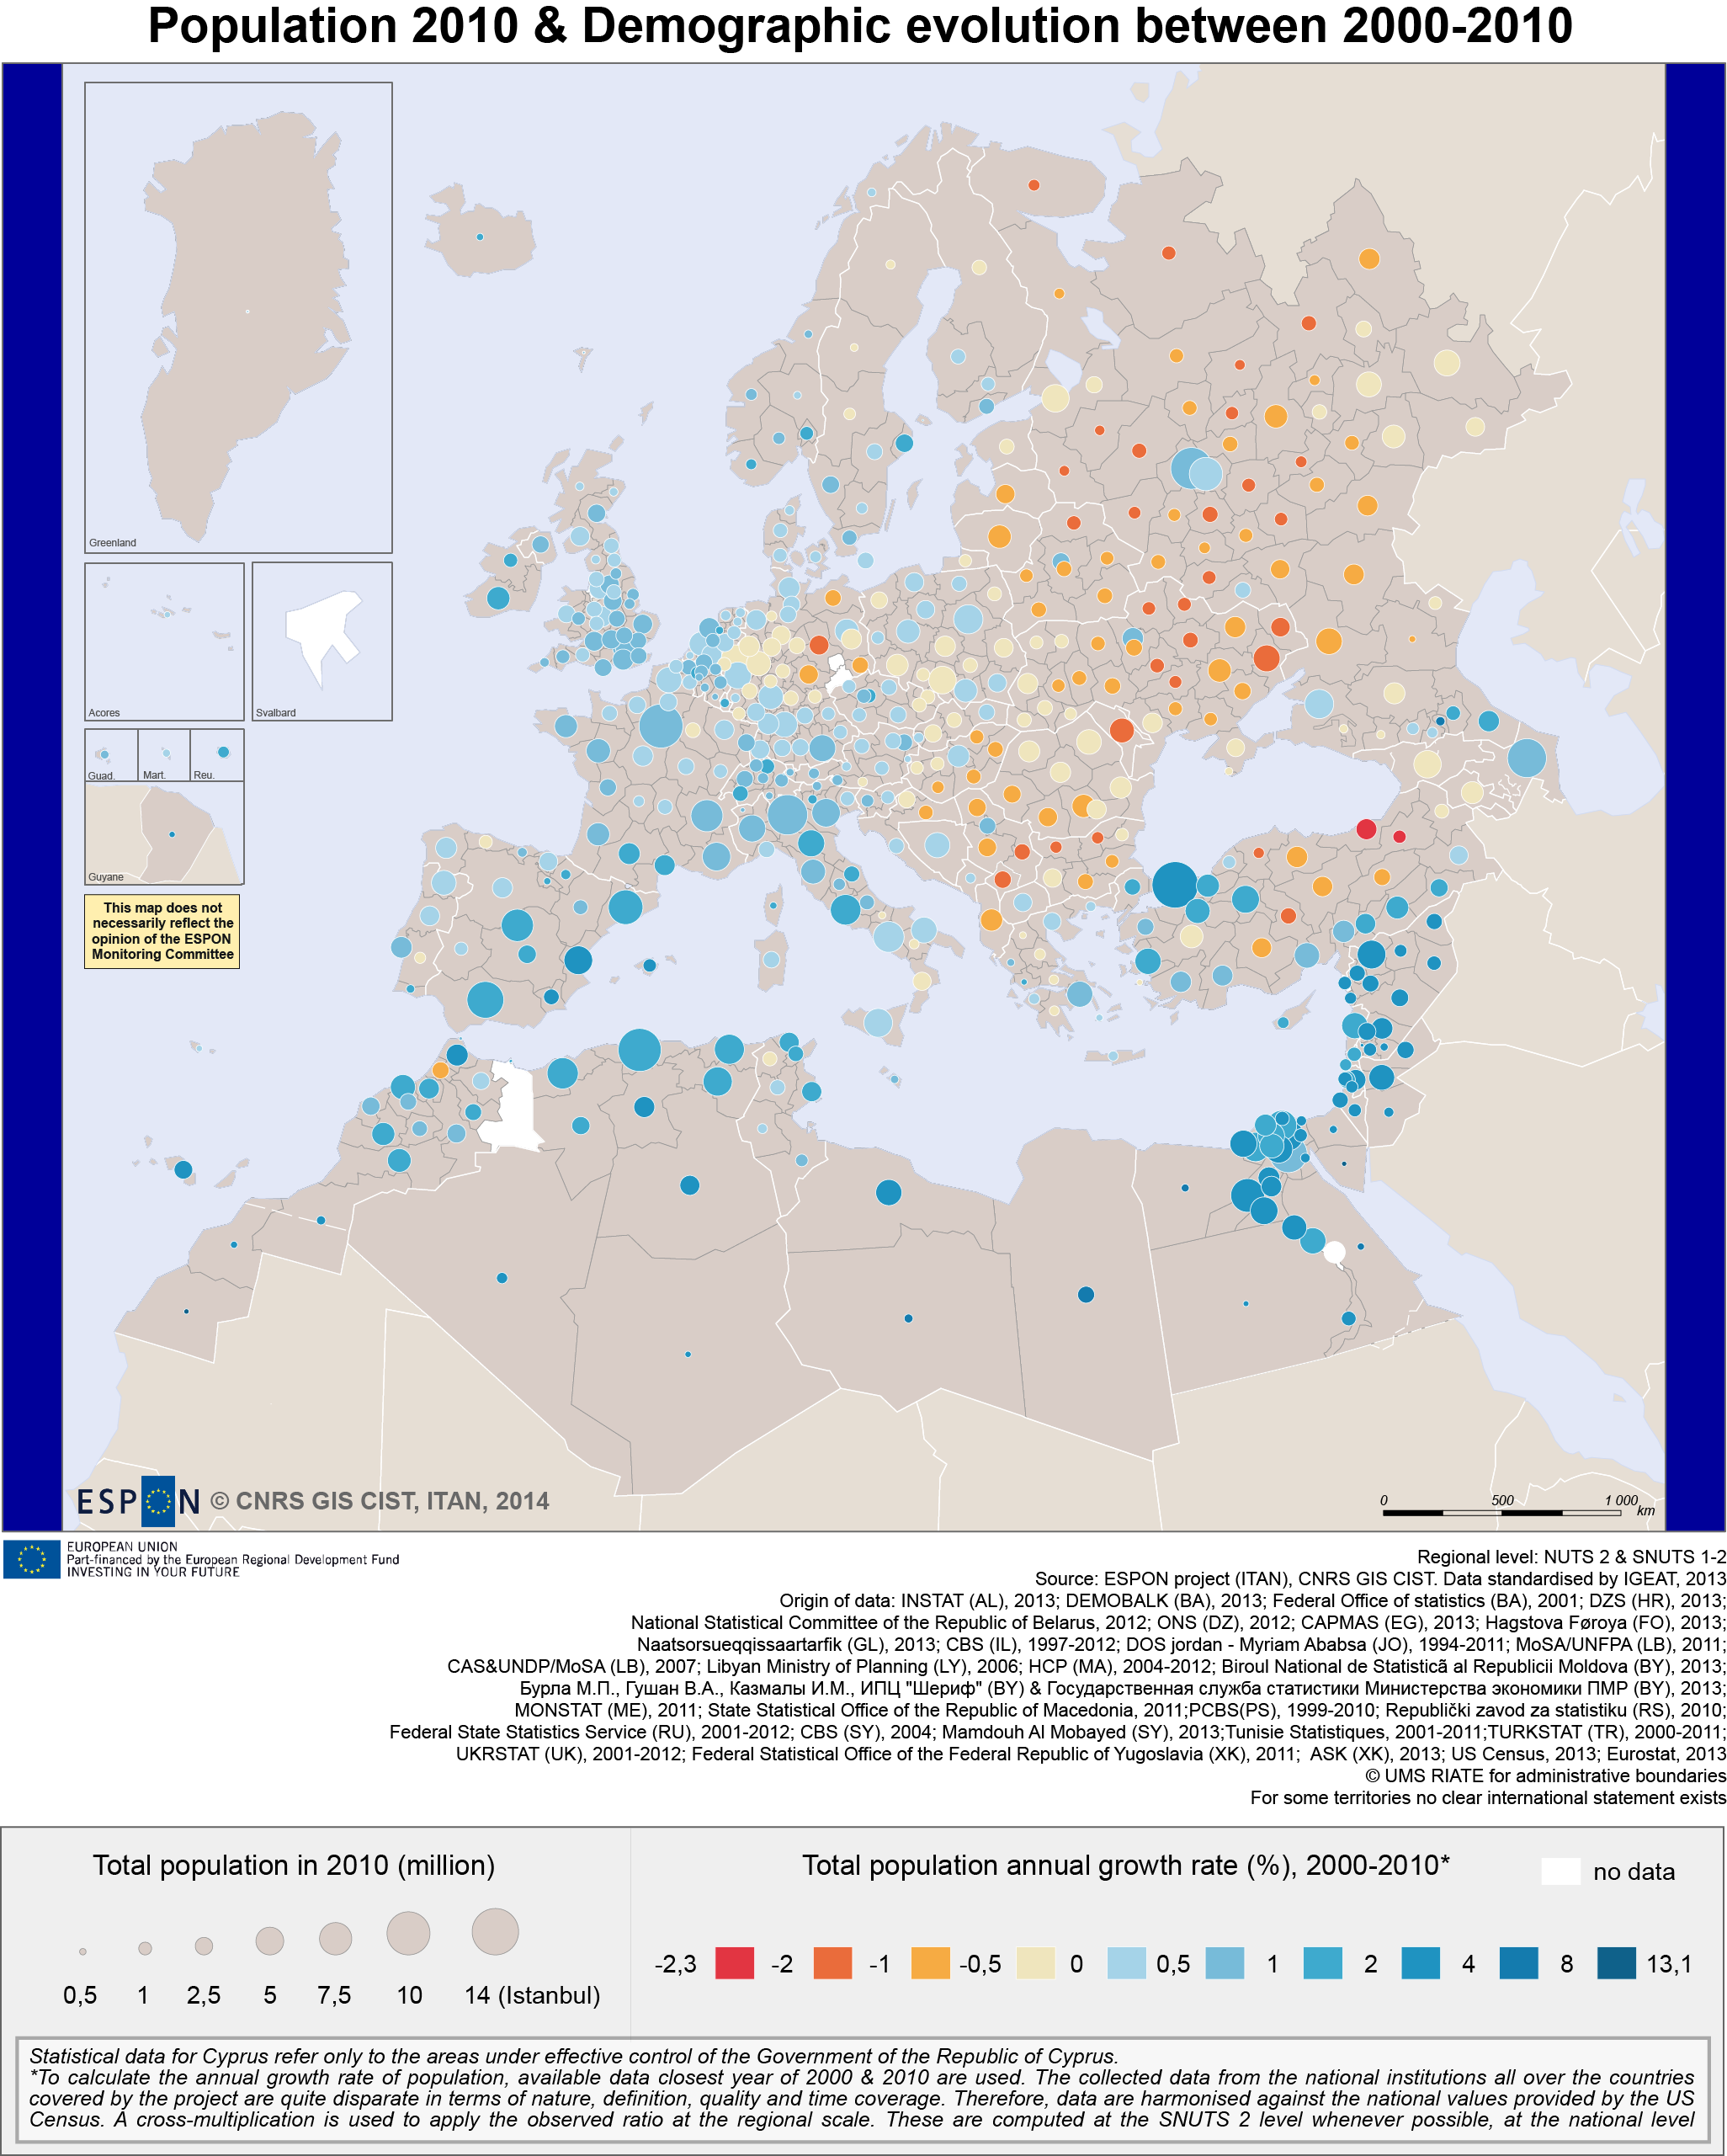 Population 2010 & Demographic evolution between 2000-2010
Greenland
Acores
Svalbard
Guad.
Mart.
Reu.
Guyane
This map does not
necessarily reflect the
opinion of the ESPON
Monitoring Committee
ESPON © CNRS GIS CIST, ITAN, 2014
0 500 1 000
km
EUROPEAN UNION
Part-financed by the European Regional Development Fund
INVESTING IN YOUR FUTURE
Regional level: NUTS 2 & SNUTS 1-2
Source: ESPON project (ITAN), CNRS GIS CIST. Data standardised by IGEAT, 2013
Origin of data: INSTAT (AL), 2013; DEMOBALK (BA), 2013; Federal Office of statistics (BA), 2001; DZS (HR), 2013;
National Statistical Committee of the Republic of Belarus, 2012; ONS (DZ), 2012; CAPMAS (EG), 2013; Hagstova Føroya (FO), 2013;
Naatsorsueqqissaartarfik (GL), 2013; CBS (IL), 1997-2012; DOS jordan - Myriam Ababsa (JO), 1994-2011; MoSA/UNFPA (LB), 2011;
CAS&UNDP/MoSA (LB), 2007; Libyan Ministry of Planning (LY), 2006; HCP (MA), 2004-2012; Biroul National de Statisticã al Republicii Moldova (BY), 2013;
Бурла М.П., Гушан В.А., Казмалы И.М., ИПЦ "Шериф" (BY) & Государственная служба статистики Министерства экономики ПМР (BY), 2013;
MONSTAT (ME), 2011; State Statistical Office of the Republic of Macedonia, 2011;PCBS(PS), 1999-2010; Republički zavod za statistiku (RS), 2010;
Federal State Statistics Service (RU), 2001-2012; CBS (SY), 2004; Mamdouh Al Mobayed (SY), 2013;Tunisie Statistiques, 2001-2011;TURKSTAT (TR), 2000-2011;
UKRSTAT (UK), 2001-2012; Federal Statistical Office of the Federal Republic of Yugoslavia (XK), 2011; ASK (XK), 2013; US Census, 2013; Eurostat, 2013
© UMS RIATE for administrative boundaries
For some territories no clear international statement exists
Total population in 2010 (million)
0,5 1 2,5 5 7,5 10 14 (Istanbul)
Total population annual growth rate (%), 2000-2010*
no data
-2,3 -2 -1 -0,5 0 0,5 1 2 4 8 13,1
Statistical data for Cyprus refer only to the areas under effective control of the Government of the Republic of Cyprus.
*To calculate the annual growth rate of population, available data closest year of 2000 & 2010 are used. The collected data from the national institutions all over the countries
covered by the project are quite disparate in terms of nature, definition, quality and time coverage. Therefore, data are harmonised against the national values provided by the US
Census. A cross-multiplication is used to apply the observed ratio at the regional scale. These are computed at the SNUTS 2 level whenever possible, at the national level